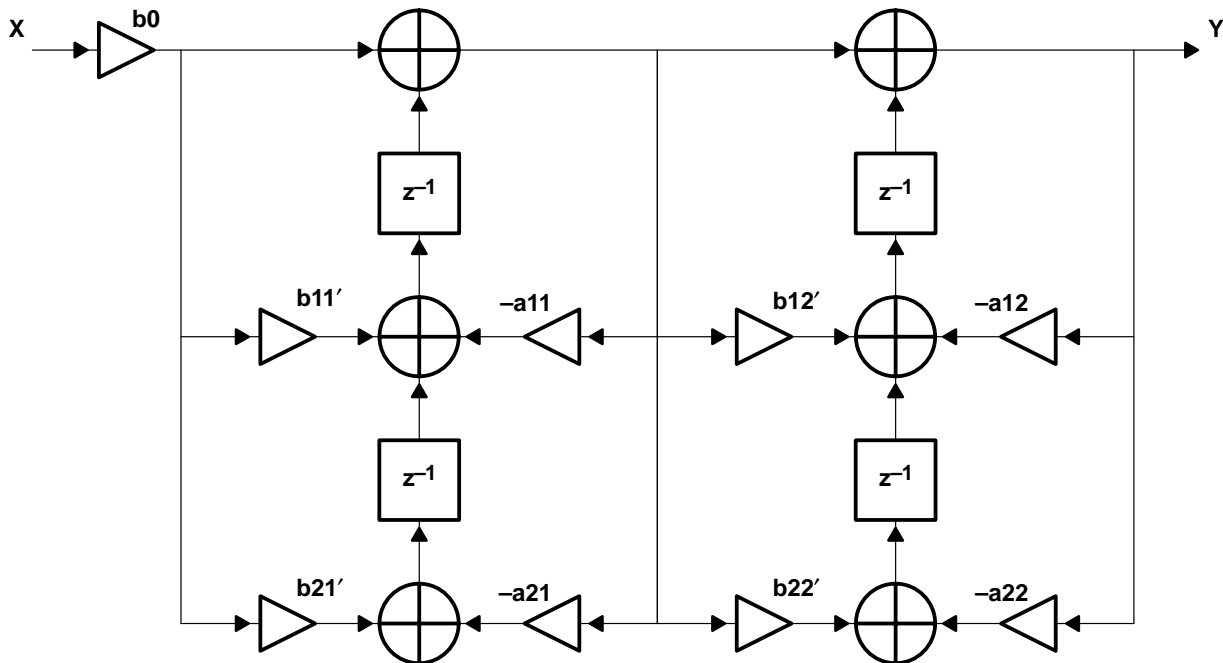 b0
X
Y
z–1
z–1
b11′
–a11
b12′
–a12
z–1
z–1
b21′
–a21
b22′
–a22